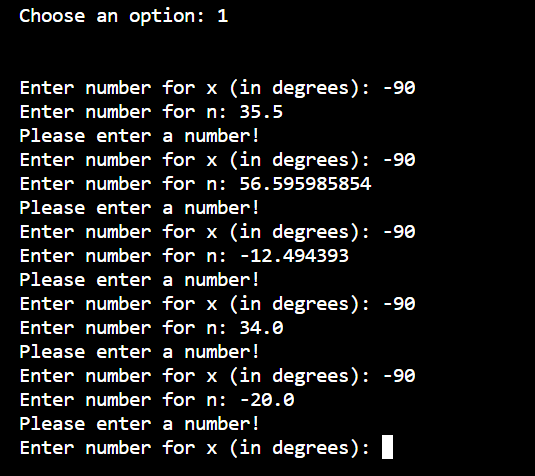 Choose an option: 1
Enter number for x (in degrees): -90
Enter number for n: 35.5
Please enter a number!
Enter number for x (in degrees): -90
Enter number for n: 56.595985854
Please enter a number!
Enter number for x (in degrees): -90
Enter number for n: -12.494393
Please enter a number!
Enter number for x (in degrees): -90
Enter number for n: 34.0
Please enter a number!
Enter number for x (in degrees): -90
Enter number for n: -20.0
Please enter a number!
Enter number for x (in degrees):